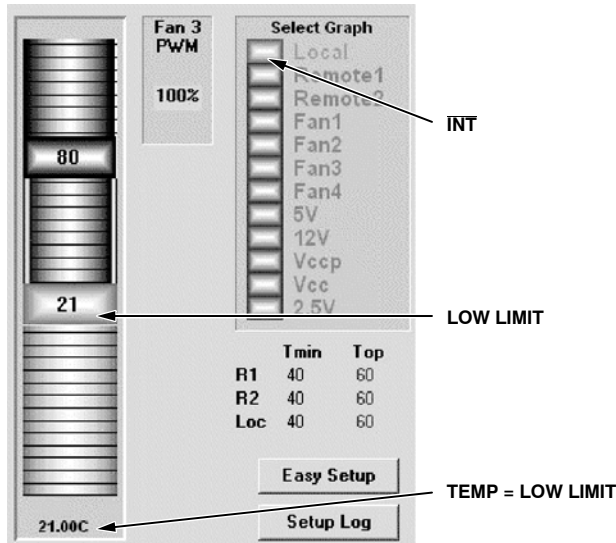 Fan 3
PWM
100%
Select Graph
Local
Remote1
Remote2
Fan1
Fan2
Fan3
Fan4
5V
12V
Vccp
Vcc
2.5V
80
21
21.00C
Tmin Top
R1 40 60
R2 40 60
Loc 40 60
Easy Setup
Setup Log
INT
LOW LIMIT
TEMP = LOW LIMIT